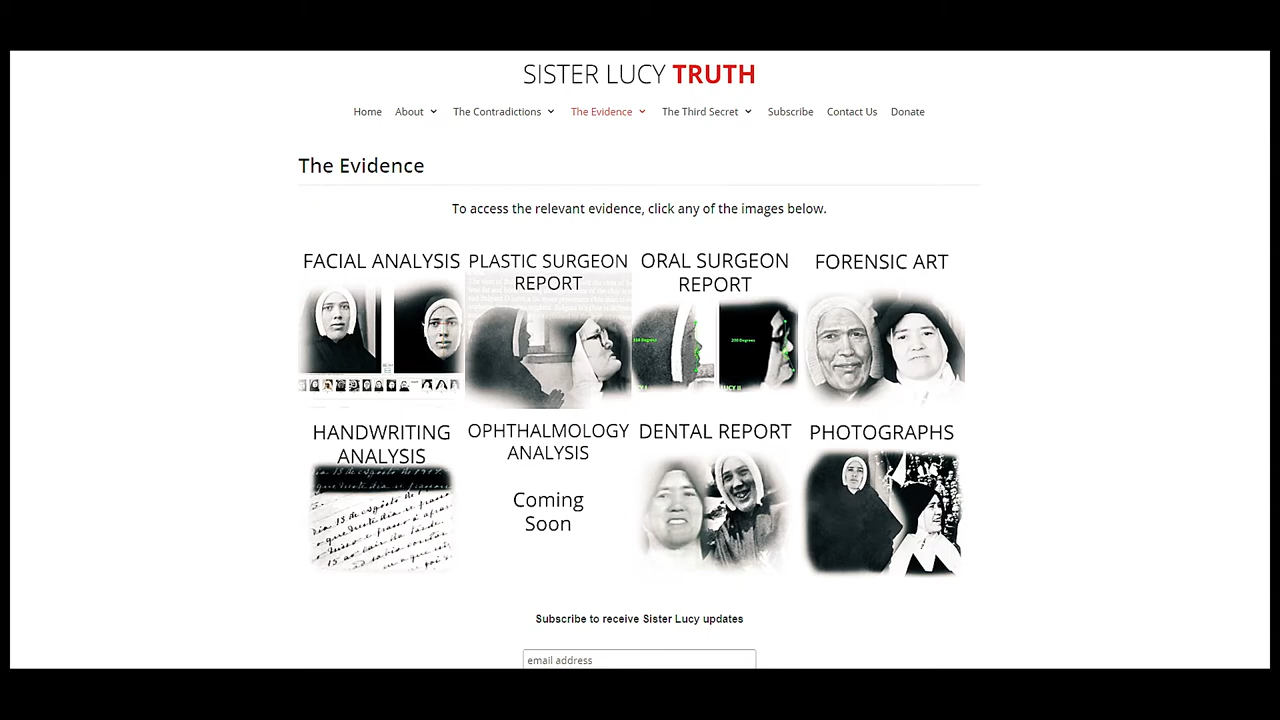 SISTER LUCY TRUTH
Home About The Contradictions The Evidence The Third Secret Subscribe Contact Us Donate
The Evidence
To access the relevant evidence, click any of the images below.
FACIAL ANALYSIS
PLASTIC SURGEON
REPORT
ORAL SURGEON
REPORT
FORENSIC ART
HANDWRITING
ANALYSIS
OPHTHALMOLOGY
ANALYSIS
Coming
Soon
DENTAL REPORT
PHOTOGRAPHS
Subscribe to receive Sister Lucy updates
email address